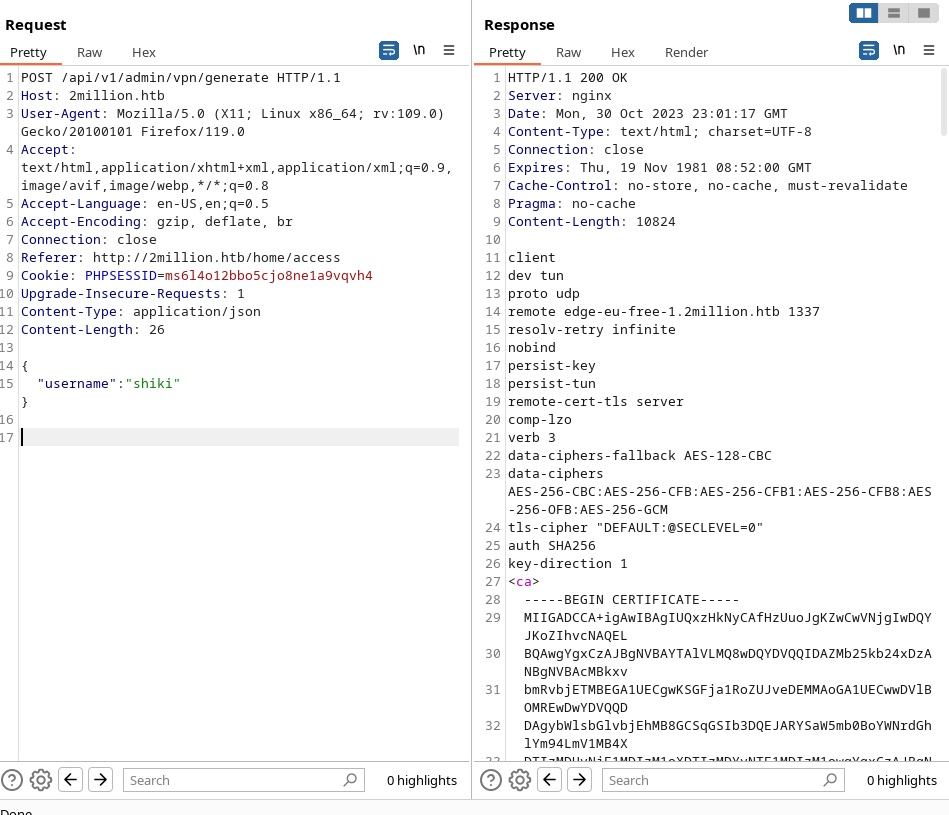 Request
Pretty Raw Hex \n
1 POST /api/v1/admin/vpn/generate HTTP/1.1
2 Host: 2million.htb
3 User-Agent: Mozilla/5.0 (X11; Linux x86_64; rv:109.0)
Gecko/20100101 Firefox/119.0
4 Accept:
text/html,application/xhtml+xml,application/xml;q=0.9,
image/avif,image/webp,*/*;q=0.8
5 Accept-Language: en-US,en;q=0.5
6 Accept-Encoding: gzip, deflate, br
7 Connection: close
8 Referer: http://2million.htb/home/access
9 Cookie: PHPSESSID=ms6l4o12bbo5cjo8ne1a9vqvh4
10 Upgrade-Insecure-Requests: 1
11 Content-Type: application/json
12 Content-Length: 26
13
14 {
15 "username":"shiki"
}
16
17
Search 0 highlights
Response
Pretty Raw Hex Render \n
1 HTTP/1.1 200 OK
2 Server: nginx
3 Date: Mon, 30 Oct 2023 23:01:17 GMT
4 Content-Type: text/html; charset=UTF-8
5 Connection: close
6 Expires: Thu, 19 Nov 1981 08:52:00 GMT
7 Cache-Control: no-store, no-cache, must-revalidate
8 Pragma: no-cache
9 Content-Length: 10824
10
11 client
12 dev tun
13 proto udp
14 remote edge-eu-free-1.2million.htb 1337
15 resolv-retry infinite
16 nobind
17 persist-key
18 persist-tun
19 remote-cert-tls server
20 comp-lzo
21 verb 3
22 data-ciphers-fallback AES-128-CBC
23 data-ciphers
AES-256-CBC:AES-256-CFB:AES-256-CFB1:AES-256-CFB8:AES
-256-OFB:AES-256-GCM
24 tls-cipher "DEFAULT:@SECLEVEL=0"
25 auth SHA256
26 key-direction 1
27 <ca>
28 -----BEGIN CERTIFICATE-----
29 MIIGADCCA+igAwIBAgIUQxzHkNyCAfHzUuoJgKZwCwVNjgIwDQY
JKoZIhvcNAQEL
30 BQAwgYgxCzAJBgNVBAYTAlVLMQ8wDQYDVQQIDAZMb25kb24xDzA
NBgNVBAcMBkxv
31 bmRvbjETMBEGA1UECgwKSGFja1RoZUJveDEMMAoGA1UECwwDVlB
OMREwDwYDVQQD
32 DAgybWlsbGlvbjEhMB8GCSqGSIb3DQEJARYSaW5mb0BoYWNrdGh
lYm94LmV1MB4X
Search 0 highlights
Done